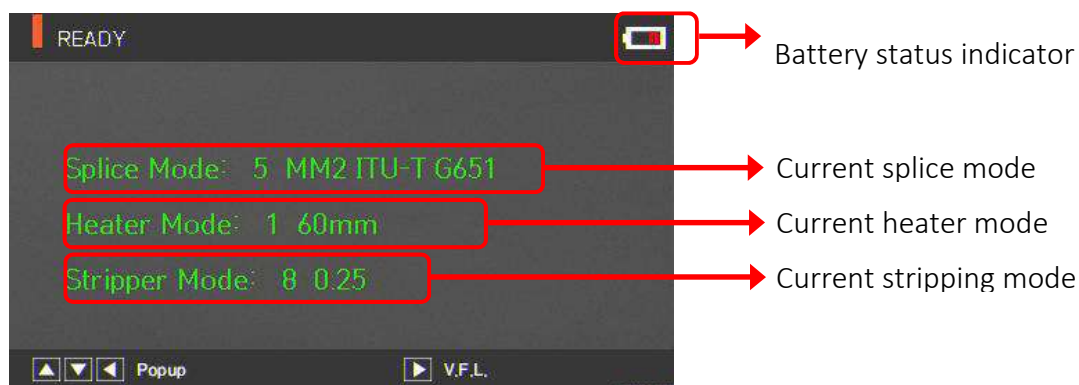 READY
Battery status indicator
Splice Mode: 5 MM2 ITU-T G651
Current splice mode
Heater Mode: 1 60mm
Current heater mode
Stripper Mode: 8 0.25
Current stripping mode
▲▼◀ Popup
▶ V.F.L.